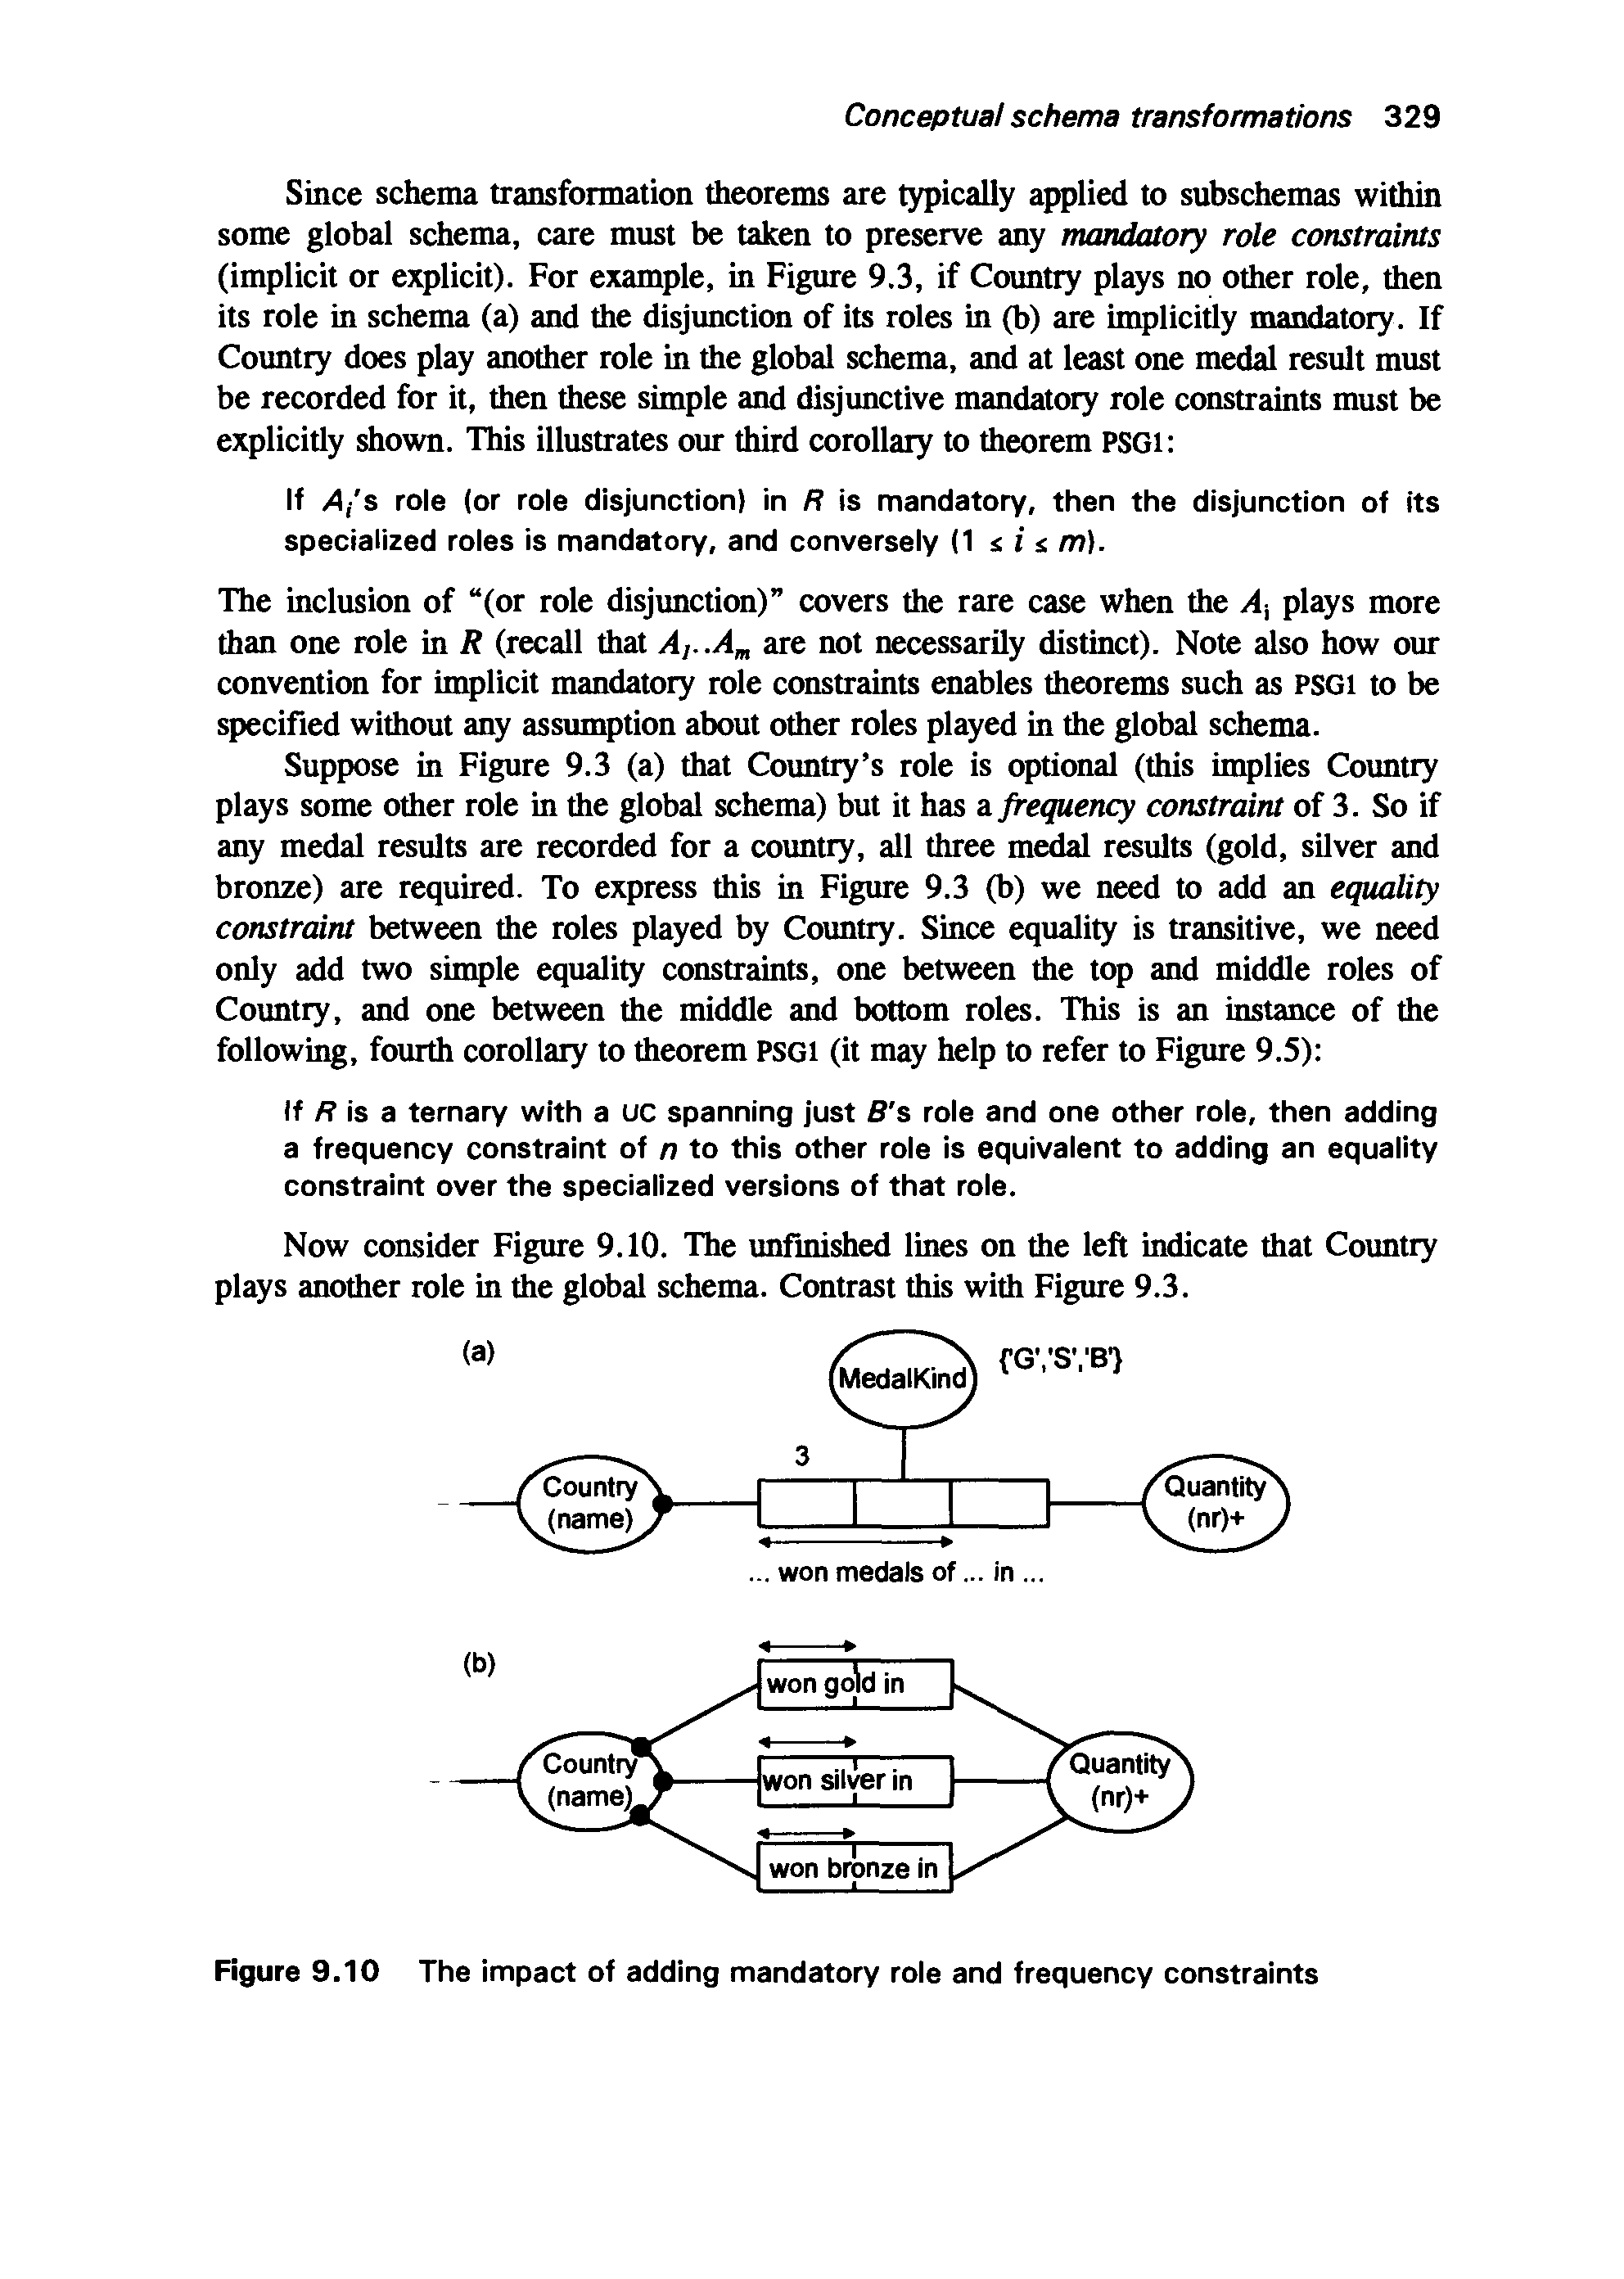 Conceptual schema transformations 329
Since schema transformation theorems are typically applied to subschemas within
some global schema, care must be taken to preserve any mandatory role constraints
(implicit or explicit). For example, in Figure 9.3, if Country plays no other role, then
its role in schema (a) and the disjunction of its roles in (b) are implicitly mandatory. If
Country does play another role in the global schema, and at least one medal result must
be recorded for it, then these simple and disjunctive mandatory role constraints must be
explicitly shown. This illustrates our third corollary to theorem PSG1:
If Aᵢ's role (or role disjunction) in R is mandatory, then the disjunction of its
specialized roles is mandatory, and conversely (1 ≤ i ≤ m).
The inclusion of “(or role disjunction)” covers the rare case when the Aᵢ plays more
than one role in R (recall that A₁..Aₘ are not necessarily distinct). Note also how our
convention for implicit mandatory role constraints enables theorems such as PSG1 to be
specified without any assumption about other roles played in the global schema.
Suppose in Figure 9.3 (a) that Country’s role is optional (this implies Country
plays some other role in the global schema) but it has a frequency constraint of 3. So if
any medal results are recorded for a country, all three medal results (gold, silver and
bronze) are required. To express this in Figure 9.3 (b) we need to add an equality
constraint between the roles played by Country. Since equality is transitive, we need
only add two simple equality constraints, one between the top and middle roles of
Country, and one between the middle and bottom roles. This is an instance of the
following, fourth corollary to theorem PSG1 (it may help to refer to Figure 9.5):
If R is a ternary with a UC spanning just B's role and one other role, then adding
a frequency constraint of n to this other role is equivalent to adding an equality
constraint over the specialized versions of that role.
Now consider Figure 9.10. The unfinished lines on the left indicate that Country
plays another role in the global schema. Contrast this with Figure 9.3.
(a)
MedalKind
{'G','S','B'}
3
Country
(name)
Quantity
(nr)+
... won medals of ... in ...
(b)
won gold in
Country
(name)
won silver in
Quantity
(nr)+
won bronze in
Figure 9.10 The impact of adding mandatory role and frequency constraints